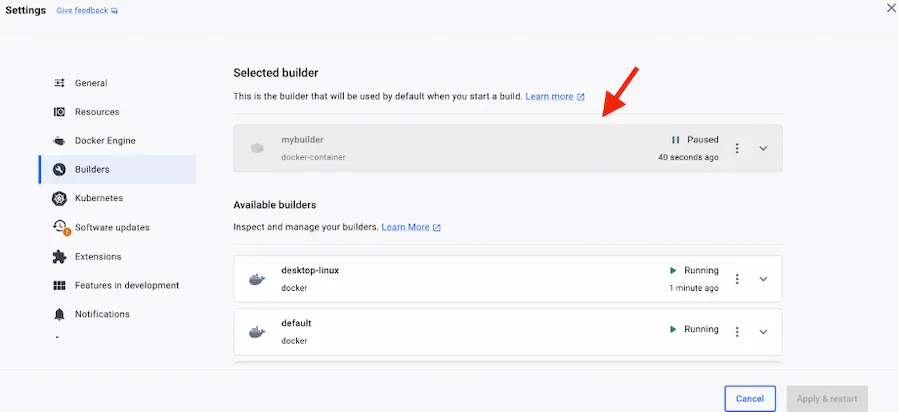 Settings Give feedback
General
Resources
Docker Engine
Builders
Kubernetes
Software updates
Extensions
Features in development
Notifications
Selected builder
This is the builder that will be used by default when you start a build. Learn more
mybuilder
docker-container
Paused
40 seconds ago
Available builders
Inspect and manage your builders. Learn More
desktop-linux
docker
Running
1 minute ago
default
docker
Running
Cancel Apply & restart